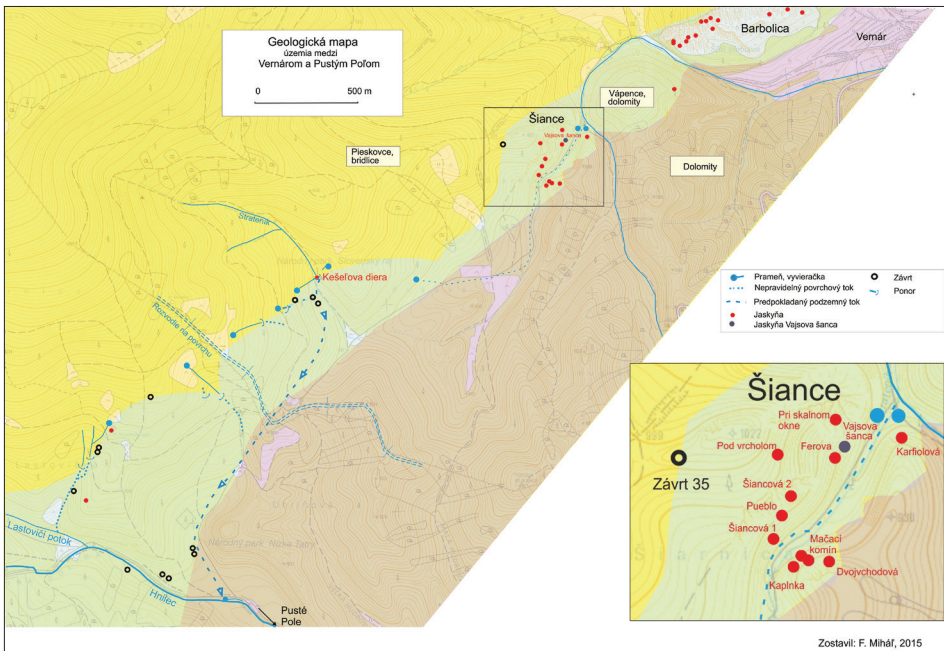 Geologická mapa
územia medzi
Vernárom a Pustým Poľom
0
500 m
Barbolica
Vernár
Vápence,
dolomity
Šiance
Vajsova šanca
Pieskovce,
bridlice
Dolomity
Stratenik
Kešeľova diera
Rozvodie na povrchu
Prameň, vyvieračka
Nepravidelný povrchový tok
Predpokladaný podzemný tok
Jaskyňa
Jaskyňa Vajsova šanca
Závrt
Ponor
Šiance
Pri skalnom
okne
Vajsova
šanca
Pod vrcholom
Ferova
Karfiolová
Závrt 35
Šiancová 2
Pueblo
Šiancová 1
Mačací
komín
Kaplnka
Dvojvchodová
Lastovičí potok
Národný park Nízke Tatry
Hnilec
Pusté
Pole
Zostavil: F. Miháľ, 2015